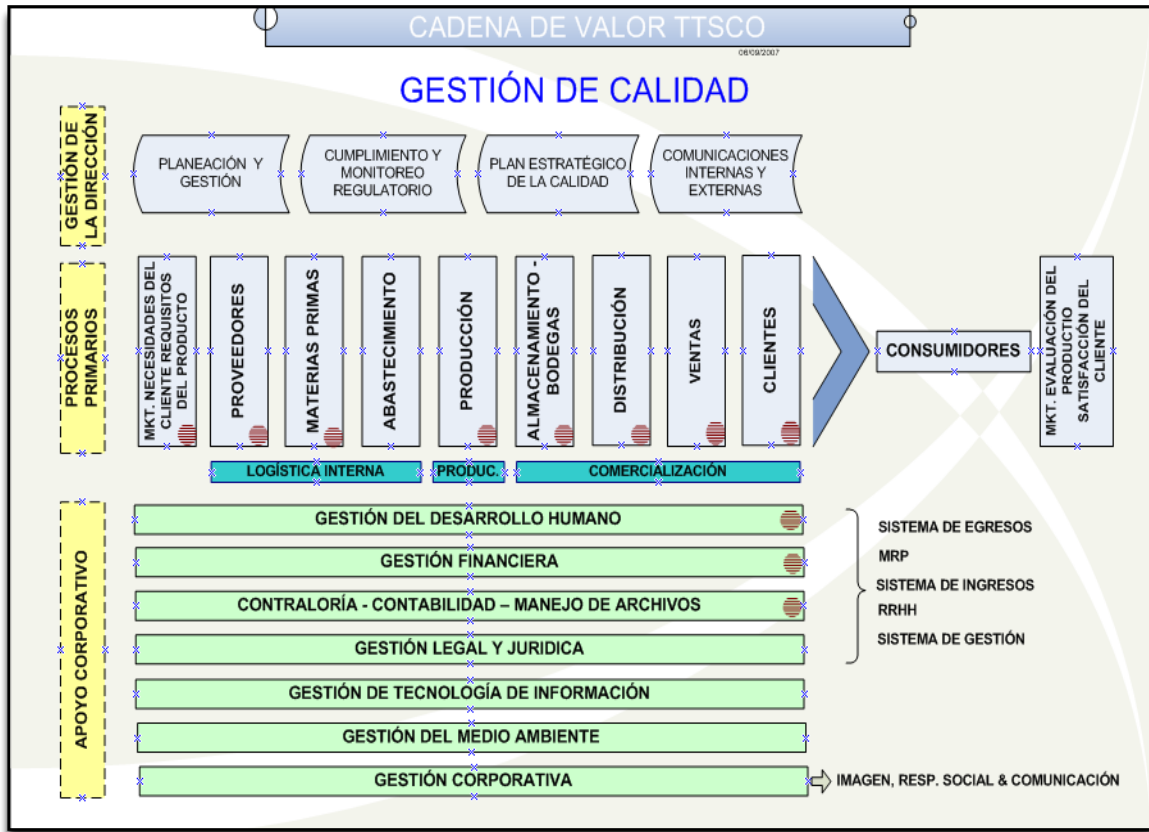 CADENA DE VALOR TTSCO
06/09/2007
GESTIÓN DE CALIDAD
GESTIÓN DE
LA DIRECCIÓN
PLANEACIÓN Y
GESTIÓN
CUMPLIMIENTO Y
MONITOREO
REGULATORIO
PLAN ESTRATÉGICO
DE LA CALIDAD
COMUNICACIONES
INTERNAS Y
EXTERNAS
PROCESOS
PRIMARIOS
MKT. NECESIDADES DEL
CLIENTE REQUISITOS
DEL PRODUCTO
PROVEEDORES
MATERIAS PRIMAS
ABASTECIMIENTO
PRODUCCIÓN
ALMACENAMIENTO -
BODEGAS
DISTRIBUCIÓN
VENTAS
CLIENTES
CONSUMIDORES
MKT. EVALUACIÓN DEL
PRODUCTIO
SATISFACCIÓN DEL
CLIENTE
LOGÍSTICA INTERNA
PRODUC.
COMERCIALIZACIÓN
APOYO CORPORATIVO
GESTIÓN DEL DESARROLLO HUMANO
GESTIÓN FINANCIERA
CONTRALORÍA - CONTABILIDAD – MANEJO DE ARCHIVOS
GESTIÓN LEGAL Y JURIDICA
GESTIÓN DE TECNOLOGÍA DE INFORMACIÓN
GESTIÓN DEL MEDIO AMBIENTE
GESTIÓN CORPORATIVA
SISTEMA DE EGRESOS
MRP
SISTEMA DE INGRESOS
RRHH
SISTEMA DE GESTIÓN
IMAGEN, RESP. SOCIAL & COMUNICACIÓN